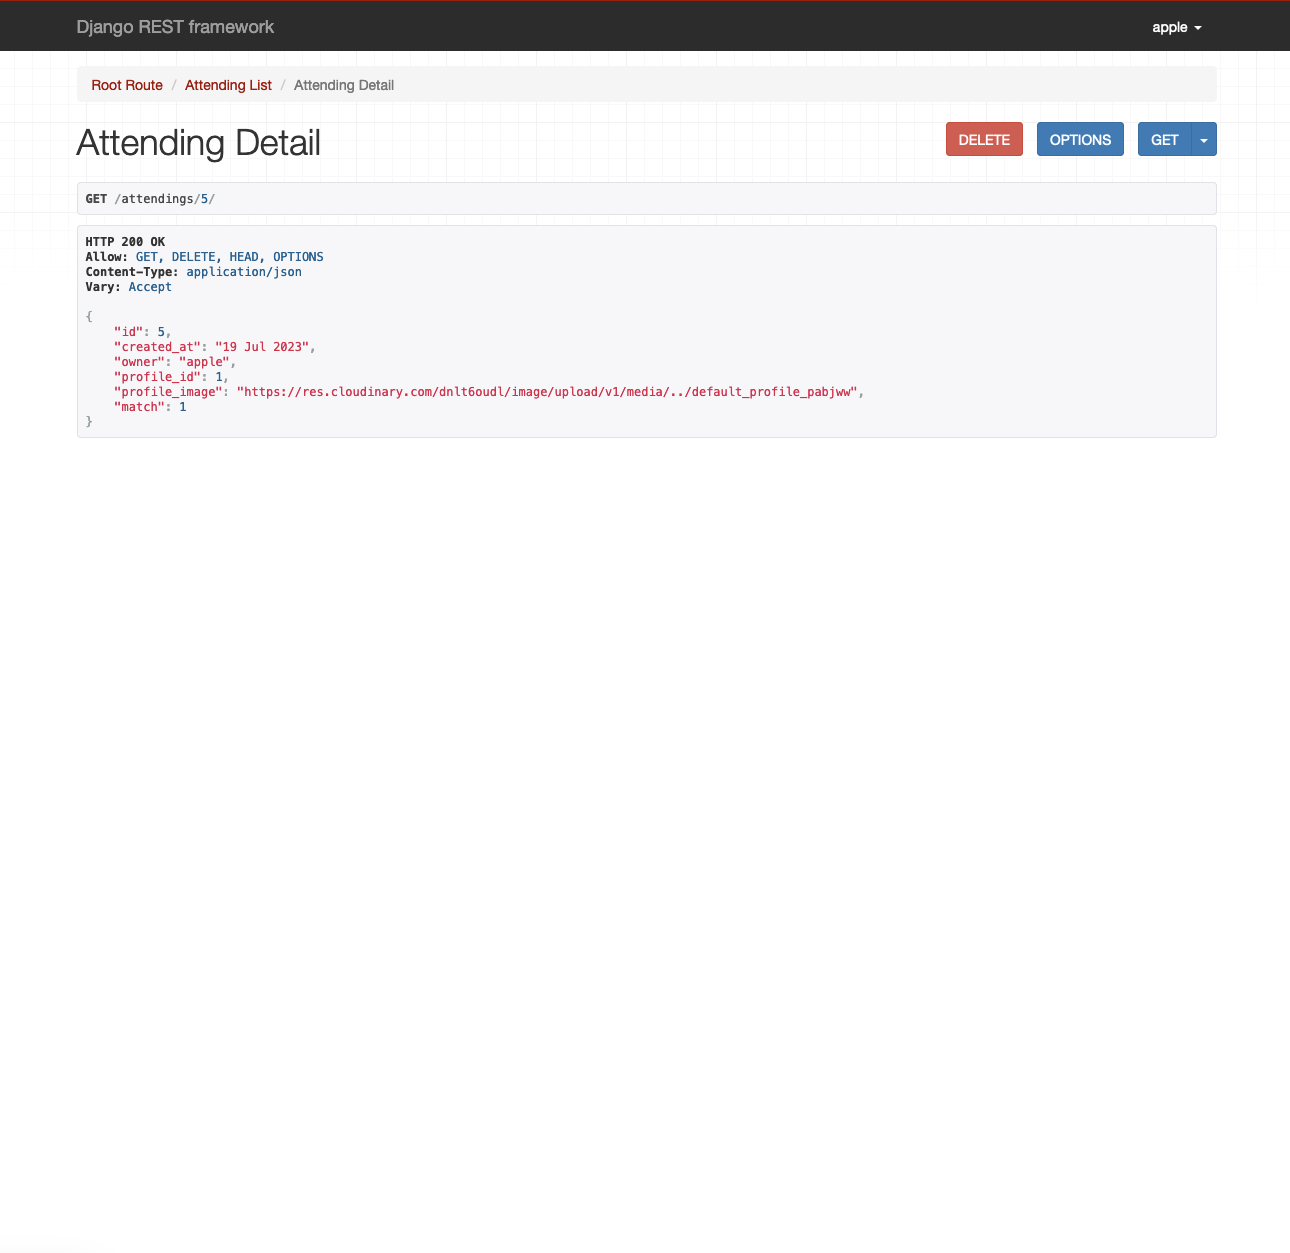 Django REST framework
apple
Root Route / Attending List / Attending Detail
Attending Detail
DELETE
OPTIONS
GET
GET /attendings/5/
HTTP 200 OK
Allow: GET, DELETE, HEAD, OPTIONS
Content-Type: application/json
Vary: Accept
{
    "id": 5,
    "created_at": "19 Jul 2023",
    "owner": "apple",
    "profile_id": 1,
    "profile_image": "https://res.cloudinary.com/dnlt6oudl/image/upload/v1/media/../default_profile_pabjww",
    "match": 1
}